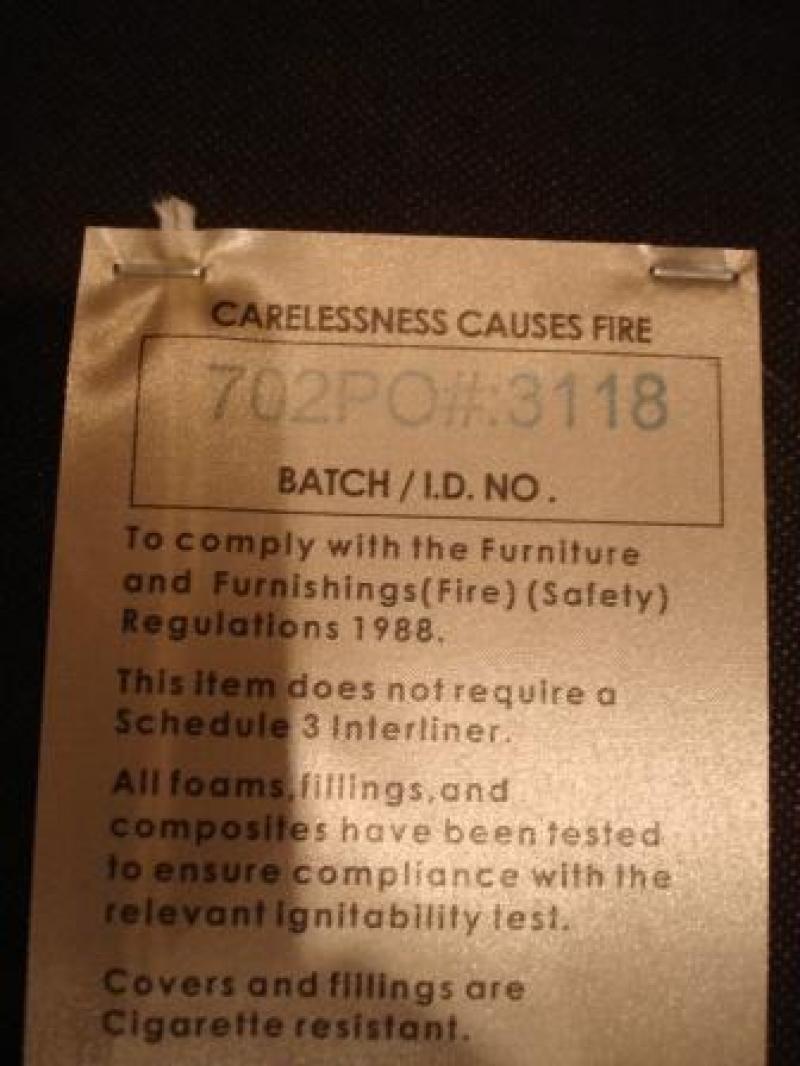 CARELESSNESS CAUSES FIRE
702PO#:3118
BATCH / I.D. NO .
To comply with the Furniture
and Furnishings(Fire) (Safety)
Regulations 1988.
This item does not require a
Schedule 3 Interliner.
All foams,fillings,and
composites have been tested
to ensure compliance with the
relevant ignitability test.
Covers and fillings are
Cigarette resistant.